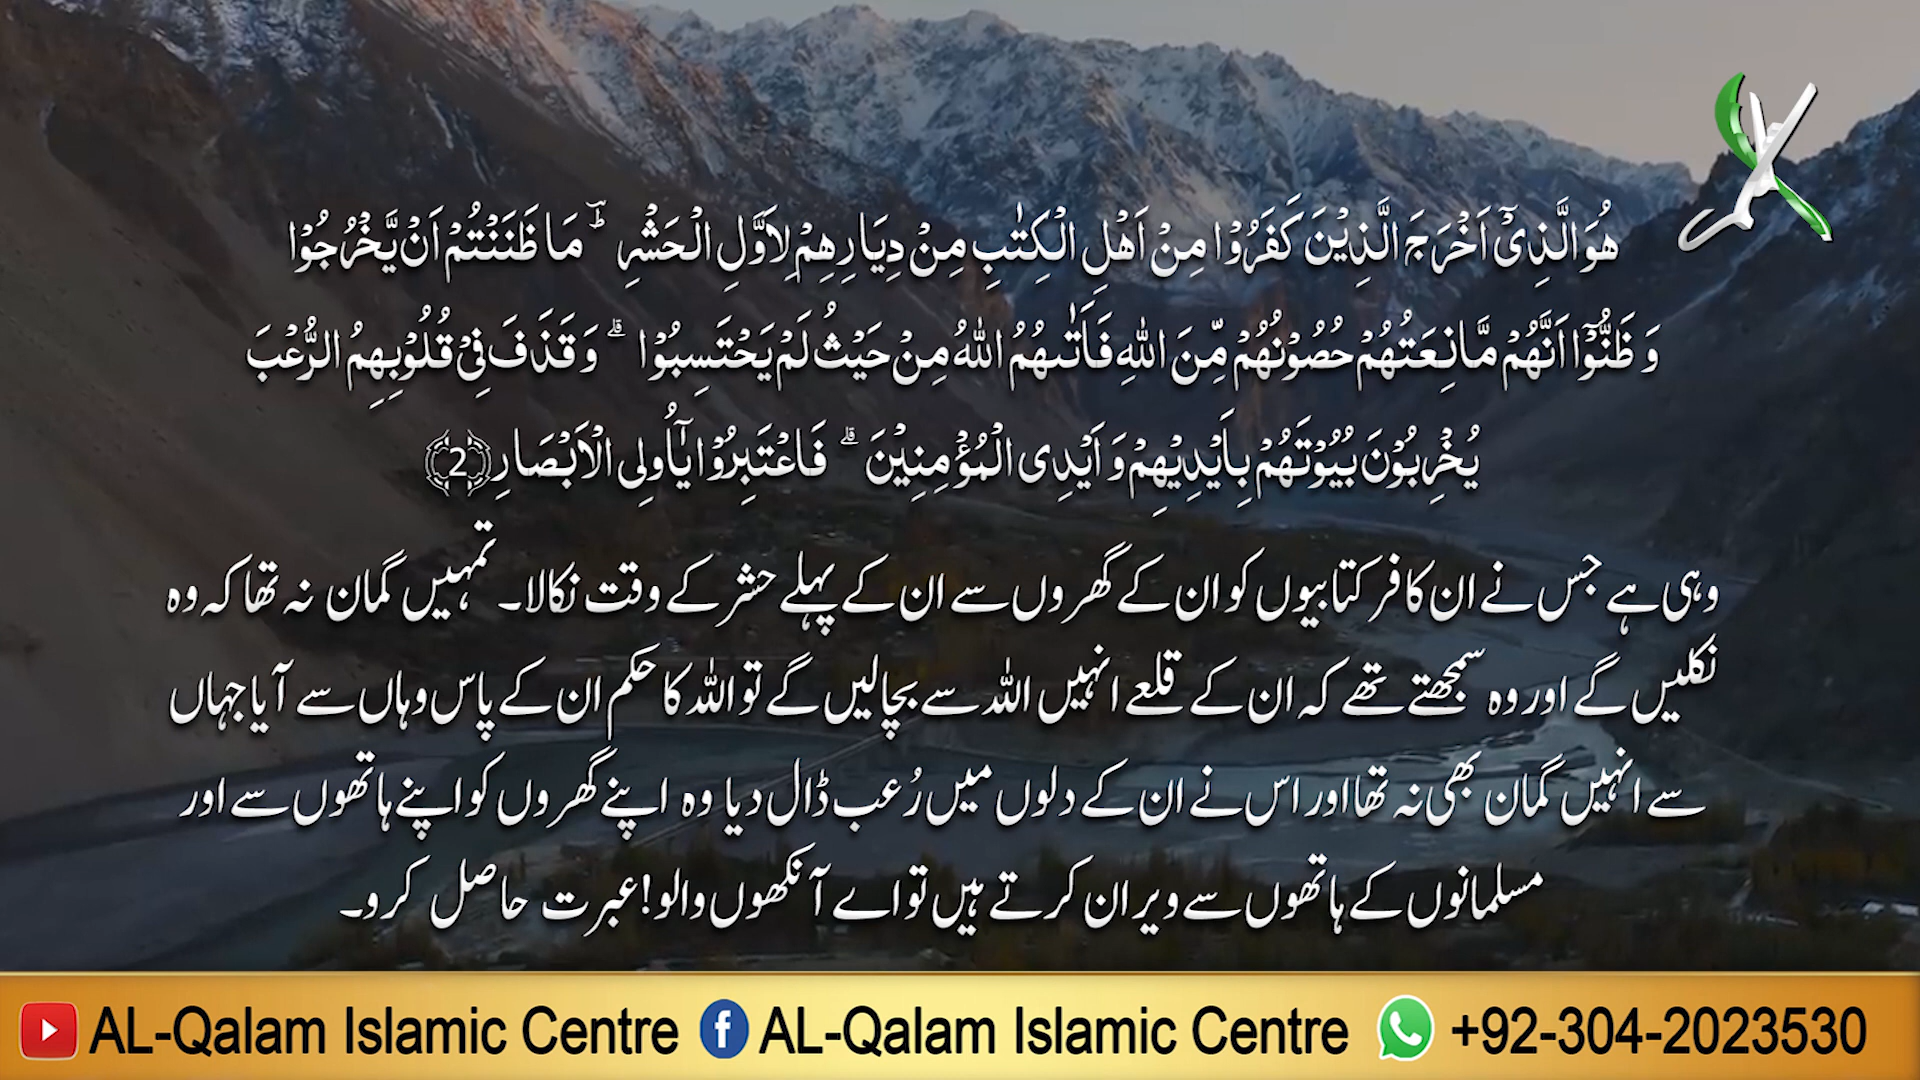 هُوَ الَّذِیْۤ اَخْرَ جَ الَّذِیْنَ كَفَرُوْا مِنْ اَهْلِ الْكِتٰبِ مِنْ دِیَارِهِمْ لِاَوَّلِ الْحَشْرِ ؕ مَا ظَنَنْتُمْ اَنْ یَّخْرُجُوْا
وَ ظَنُّوْۤا اَنَّهُمْ مَّانِعَتُهُمْ حُصُوْنُهُمْ مِّنَ اللّٰهِ فَاَتٰىهُمُ اللّٰهُ مِنْ حَیْثُ لَمْ یَحْتَسِبُوْا ۗ وَ قَذَفَ فِیْ قُلُوْبِهِمُ الرُّعْبَ
یُخْرِبُوْنَ بُیُوْتَهُمْ بِاَیْدِیْهِمْ وَ اَیْدِی الْمُؤْمِنِیْنَ ۗ فَاعْتَبِرُوْا یٰۤاُولِی الْاَبْصَارِ ﴿2﴾
وہی ہے جس نے ان کافر کتابیوں کو ان کے گھروں سے ان کے پہلے حشر کے وقت نکالا۔ تمہیں گمان نہ تھا کہ وہ
نکلیں گے اور وہ سمجھتے تھے کہ ان کے قلعے انہیں اللہ سے بچالیں گے تو اللہ کا حکم ان کے پاس وہاں سے آیا جہاں
سے انہیں گمان بھی نہ تھا اور اس نے ان کے دلوں میں رُعب ڈال دیا وہ اپنے گھروں کو اپنے ہاتھوں سے اور
مسلمانوں کے ہاتھوں سے ویران کرتے ہیں تو اے آنکھوں والو! عبرت حاصل کرو۔
AL-Qalam Islamic Centre AL-Qalam Islamic Centre +92-304-2023530